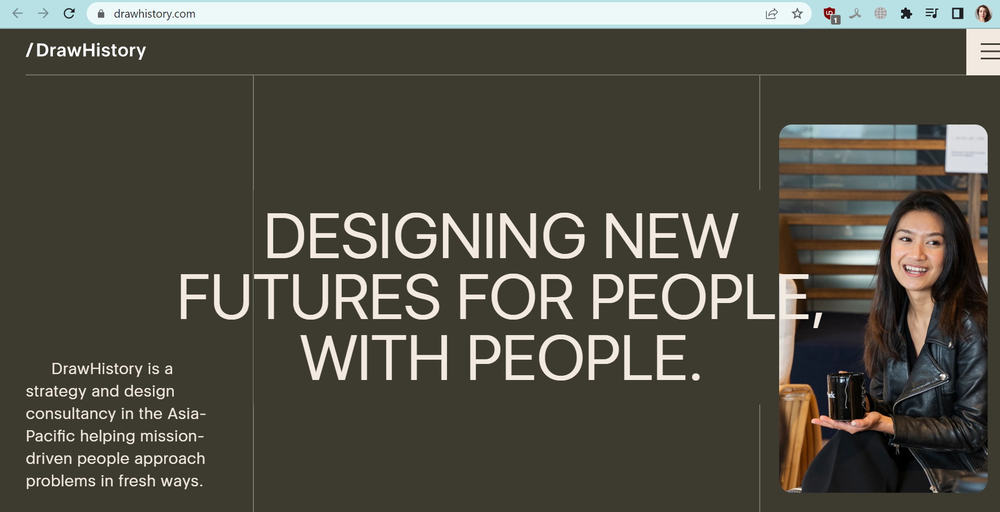 drawhistory.com
1
/DrawHistory
DESIGNING NEW
FUTURES FOR PEOPLE,
WITH PEOPLE.
DrawHistory is a
strategy and design
consultancy in the Asia-
Pacific helping mission-
driven people approach
problems in fresh ways.